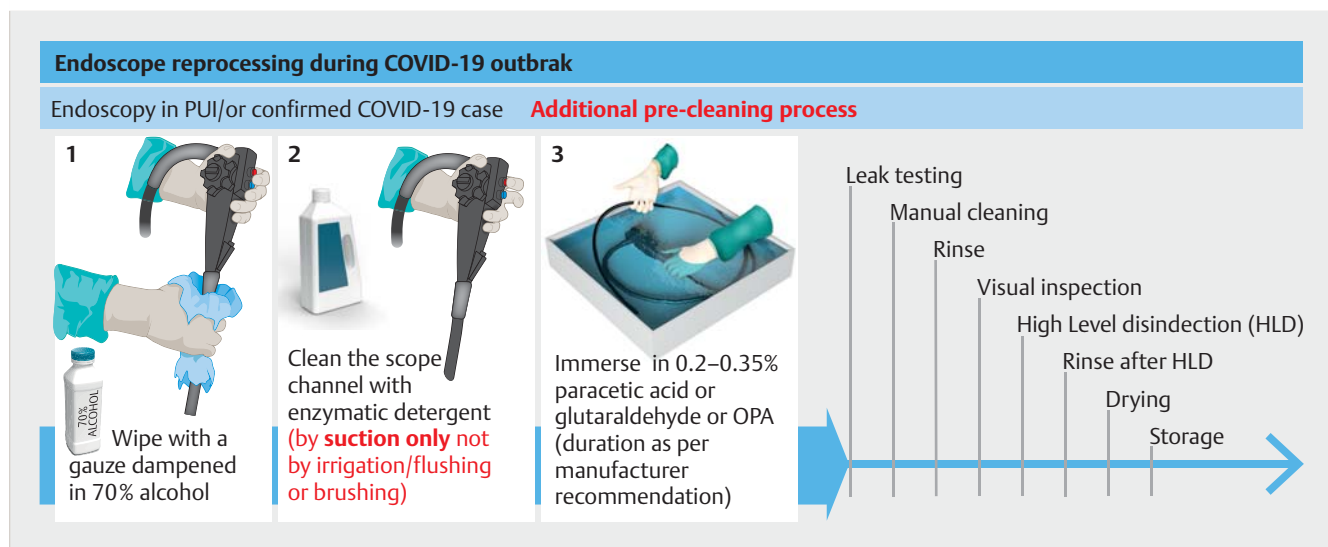 Endoscope reprocessing during COVID-19 outbrak
Endoscopy in PUI/or confirmed COVID-19 case Additional pre-cleaning process
1
70%
ALCOHOL
Wipe with a
gauze dampened
in 70% alcohol
2
Clean the scope
channel with
enzymatic detergent
(by suction only not
by irrigation/flushing
or brushing)
3
Immerse in 0.2–0.35%
paracetic acid or
glutaraldehyde or OPA
(duration as per
manufacturer
recommendation)
Leak testing
Manual cleaning
Rinse
Visual inspection
High Level disindection (HLD)
Rinse after HLD
Drying
Storage